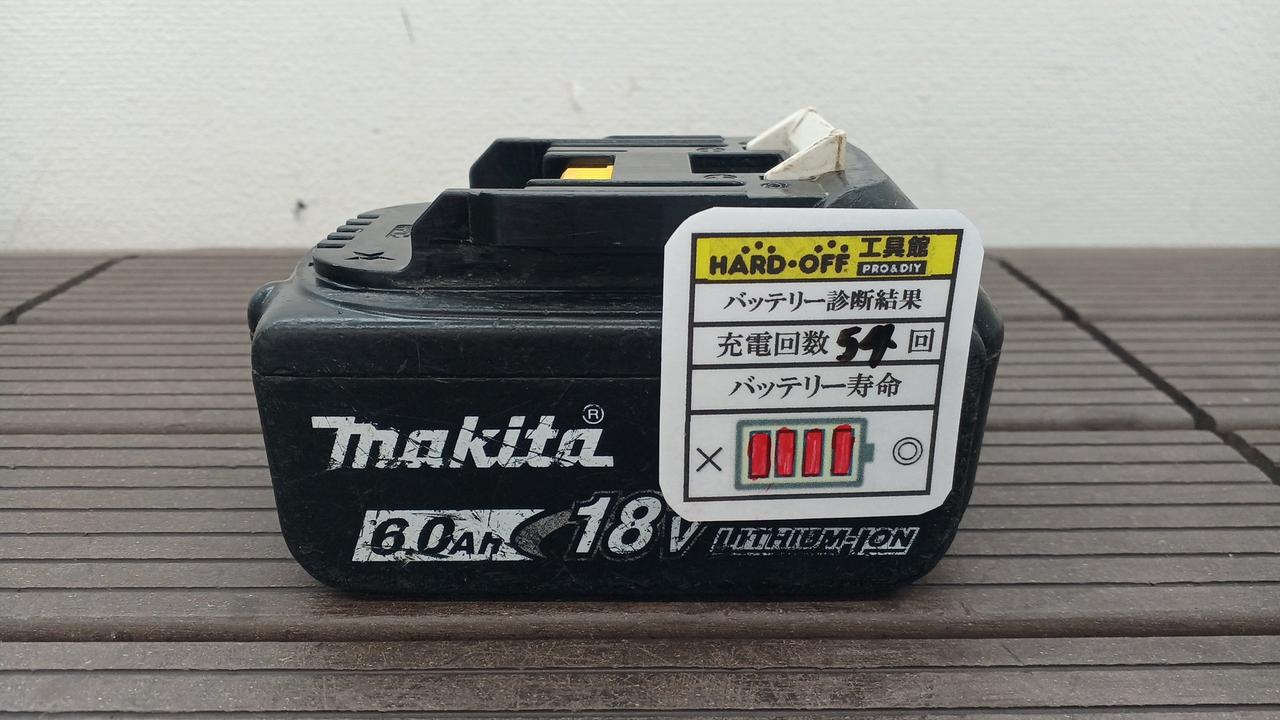 HARD・OFF 工具館
PRO&DIY
バッテリー診断結果
充電回数 54 回
バッテリー寿命
× ◎
makita®
6.0Ah 18V LITHIUM-ION